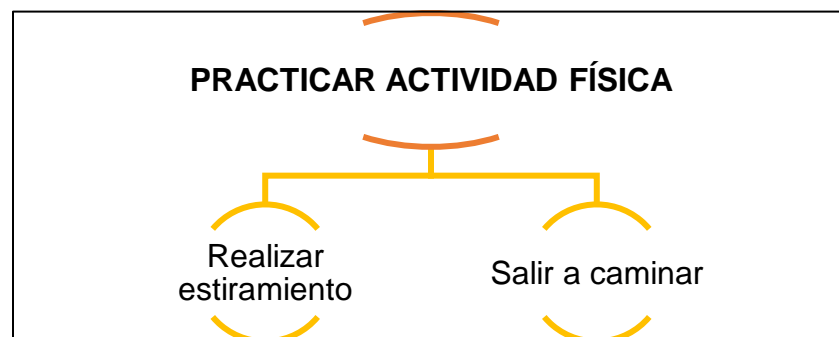 PRACTICAR ACTIVIDAD FÍSICA
Realizar
estiramiento
Salir a caminar